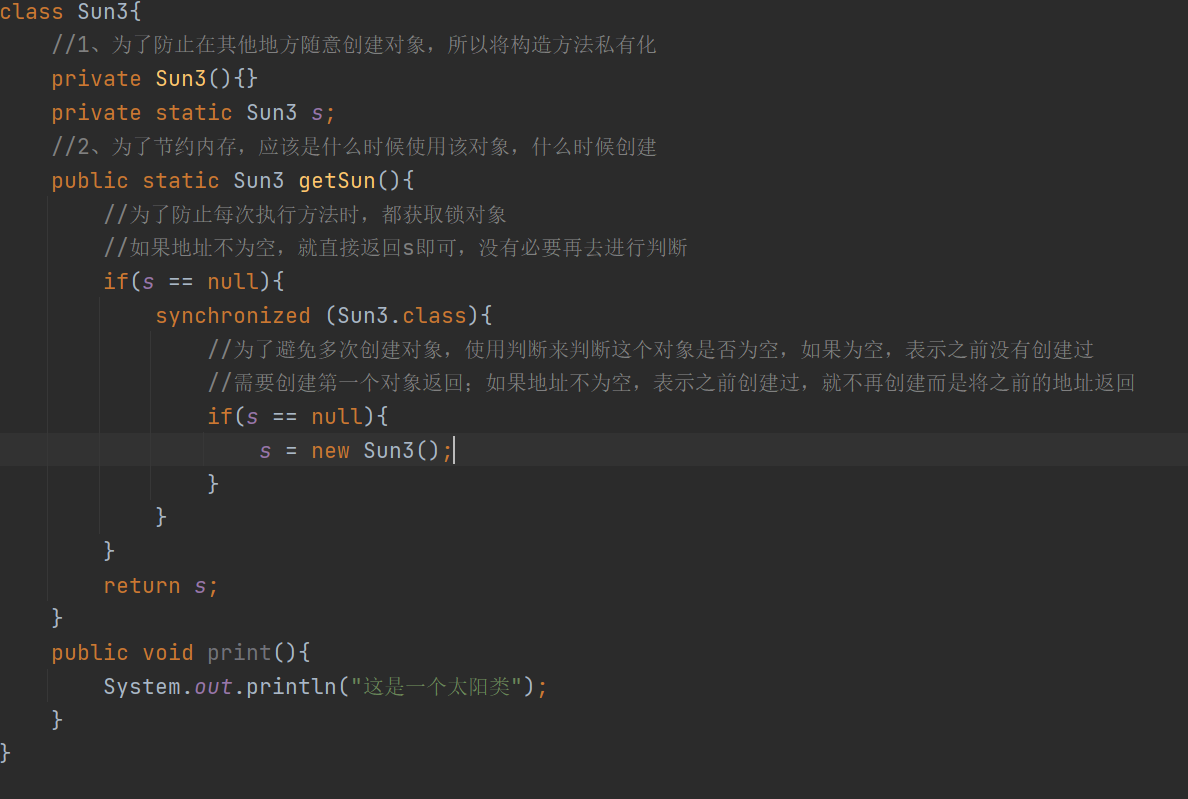 class Sun3{
//1、为了防止在其他地方随意创建对象，所以将构造方法私有化
private Sun3(){}
private static Sun3 s;
//2、为了节约内存，应该是什么时候使用该对象，什么时候创建
public static Sun3 getSun(){
//为了防止每次执行方法时，都获取锁对象
//如果地址不为空，就直接返回s即可，没有必要再去进行判断
if(s == null){
synchronized (Sun3.class){
//为了避免多次创建对象，使用判断来判断这个对象是否为空，如果为空，表示之前没有创建过
//需要创建第一个对象返回；如果地址不为空，表示之前创建过，就不再创建而是将之前的地址返回
if(s == null){
s = new Sun3();
}
}
}
return s;
}
public void print(){
System.out.println("这是一个太阳类");
}
}